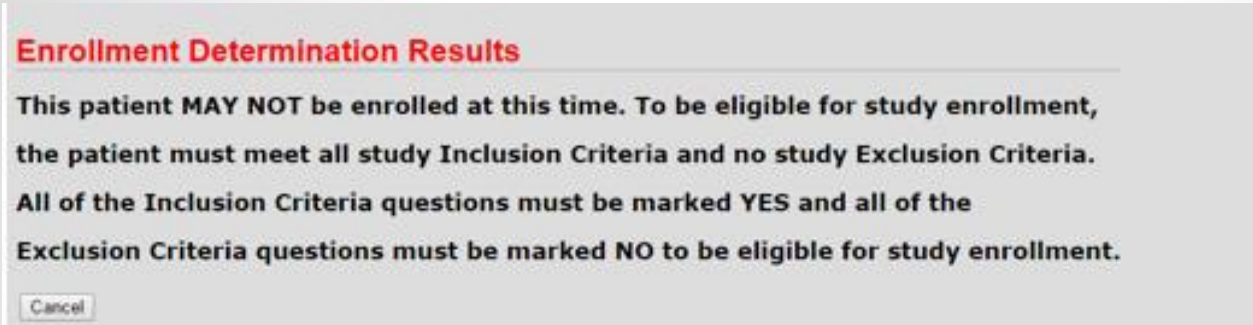 Enrollment Determination Results
This patient MAY NOT be enrolled at this time. To be eligible for study enrollment,
the patient must meet all study Inclusion Criteria and no study Exclusion Criteria.
All of the Inclusion Criteria questions must be marked YES and all of the
Exclusion Criteria questions must be marked NO to be eligible for study enrollment.
Cancel